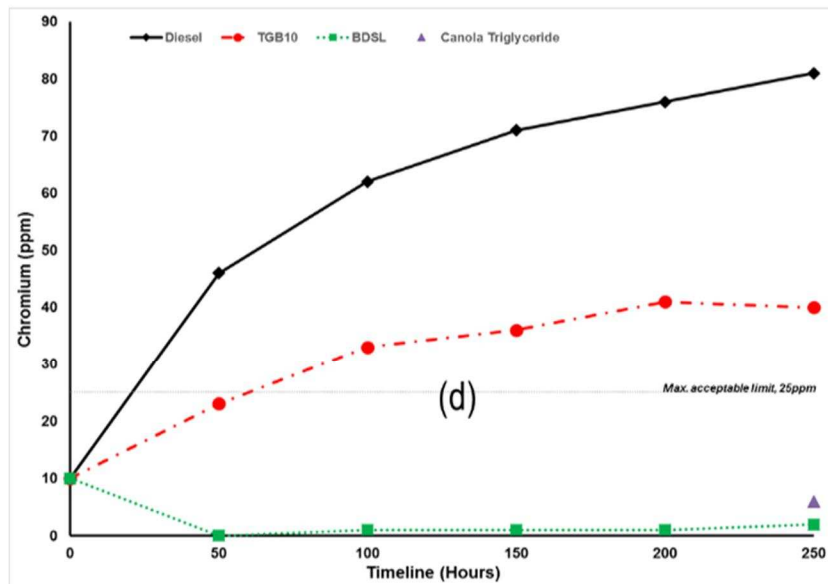 90
Diesel TGB10 BDSL Canola Triglyceride
80
70
60
50
40
30
Max. acceptable limit, 25ppm
(d)
20
10
0
Chromium (ppm)
0 50 100 150 200 250
Timeline (Hours)